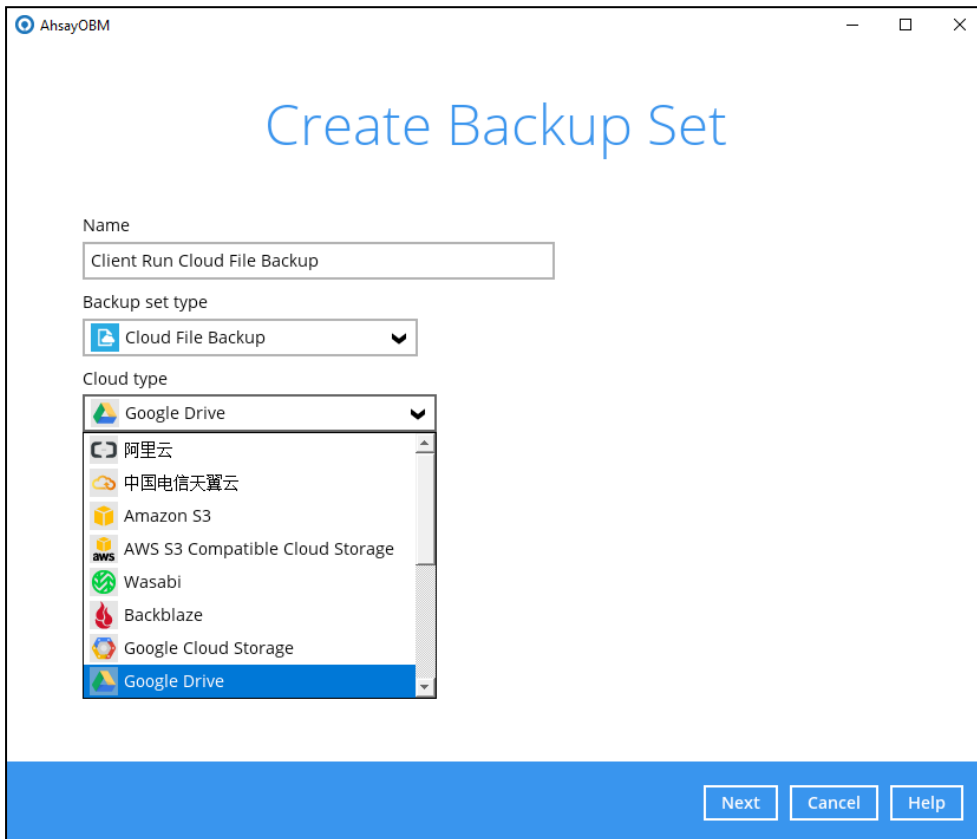 AhsayOBM
Create Backup Set
Name
Client Run Cloud File Backup
Backup set type
Cloud File Backup
Cloud type
Google Drive
阿里云
中国电信天翼云
Amazon S3
aws AWS S3 Compatible Cloud Storage
Wasabi
Backblaze
Google Cloud Storage
Google Drive
Next Cancel Help